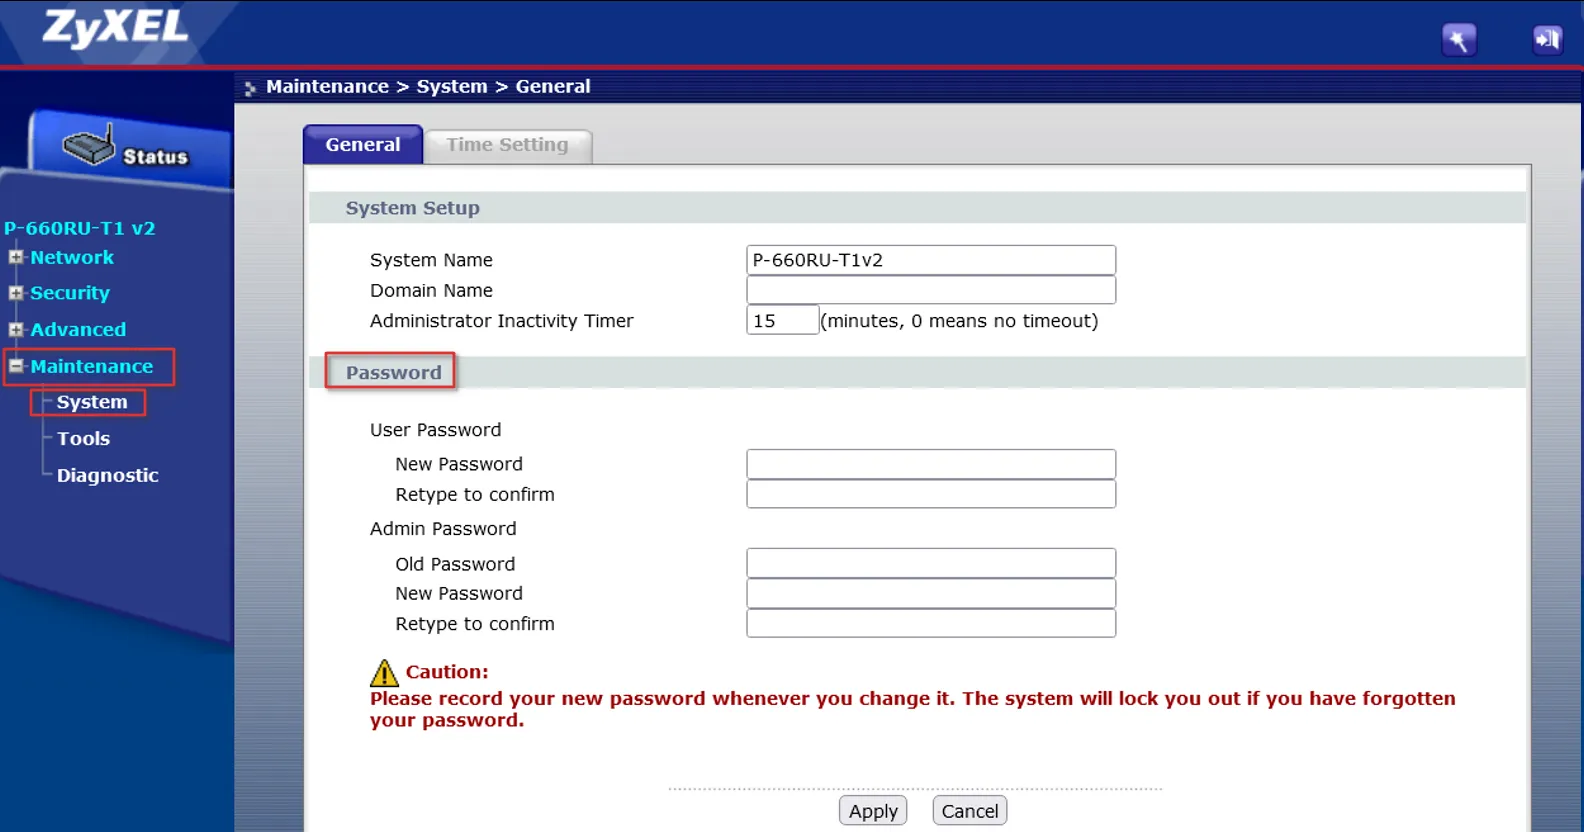 ZyXEL
Maintenance > System > General
Status
P-660RU-T1 v2
Network
Security
Advanced
Maintenance
System
Tools
Diagnostic
General
Time Setting
System Setup
System Name P-660RU-T1v2
Domain Name
Administrator Inactivity Timer 15 (minutes, 0 means no timeout)
Password
User Password
New Password
Retype to confirm
Admin Password
Old Password
New Password
Retype to confirm
Caution:
Please record your new password whenever you change it. The system will lock you out if you have forgotten
your password.
Apply Cancel